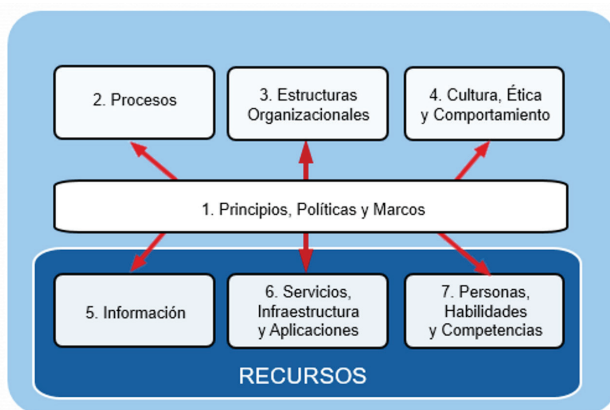 2. Procesos
3. Estructuras
Organizacionales
4. Cultura, Ética
y Comportamiento
1. Principios, Políticas y Marcos
5. Información
6. Servicios,
Infraestructura
y Aplicaciones
7. Personas,
Habilidades
y Competencias
RECURSOS